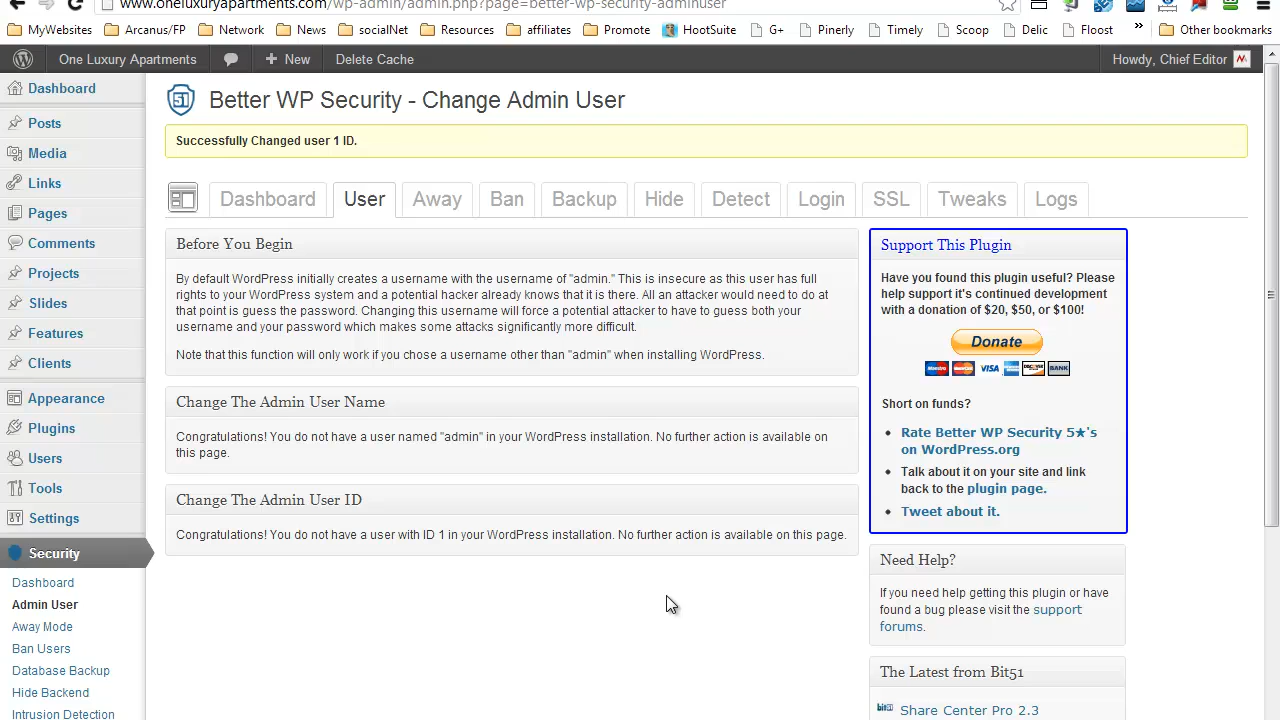 www.oneluxuryapartments.com/wp-admin/admin.php?page=better-wp-security-adminuser
MyWebsites Arcanus/FP Network News socialNet Resources affiliates Promote HootSuite G+ Pinerly Timely Scoop Delic Floost » Other bookmarks
One Luxury Apartments + New Delete Cache Howdy, Chief Editor
Dashboard
Posts
Media
Links
Pages
Comments
Projects
Slides
Features
Clients
Appearance
Plugins
Users
Tools
Settings
Security
Dashboard
Admin User
Away Mode
Ban Users
Database Backup
Hide Backend
Intrusion Detection
51 Better WP Security - Change Admin User
Successfully Changed user 1 ID.
Dashboard User Away Ban Backup Hide Detect Login SSL Tweaks Logs
Before You Begin
By default WordPress initially creates a username with the username of "admin." This is insecure as this user has full
rights to your WordPress system and a potential hacker already knows that it is there. All an attacker would need to do at
that point is guess the password. Changing this username will force a potential attacker to have to guess both your
username and your password which makes some attacks significantly more difficult.
Note that this function will only work if you chose a username other than "admin" when installing WordPress.
Change The Admin User Name
Congratulations! You do not have a user named "admin" in your WordPress installation. No further action is available on
this page.
Change The Admin User ID
Congratulations! You do not have a user with ID 1 in your WordPress installation. No further action is available on this page.
Support This Plugin
Have you found this plugin useful? Please
help support it's continued development
with a donation of $20, $50, or $100!
Donate
VISA BANK
Short on funds?
• Rate Better WP Security 5★'s
on WordPress.org
• Talk about it on your site and link
back to the plugin page.
• Tweet about it.
Need Help?
If you need help getting this plugin or have
found a bug please visit the support
forums.
The Latest from Bit51
bit51 Share Center Pro 2.3